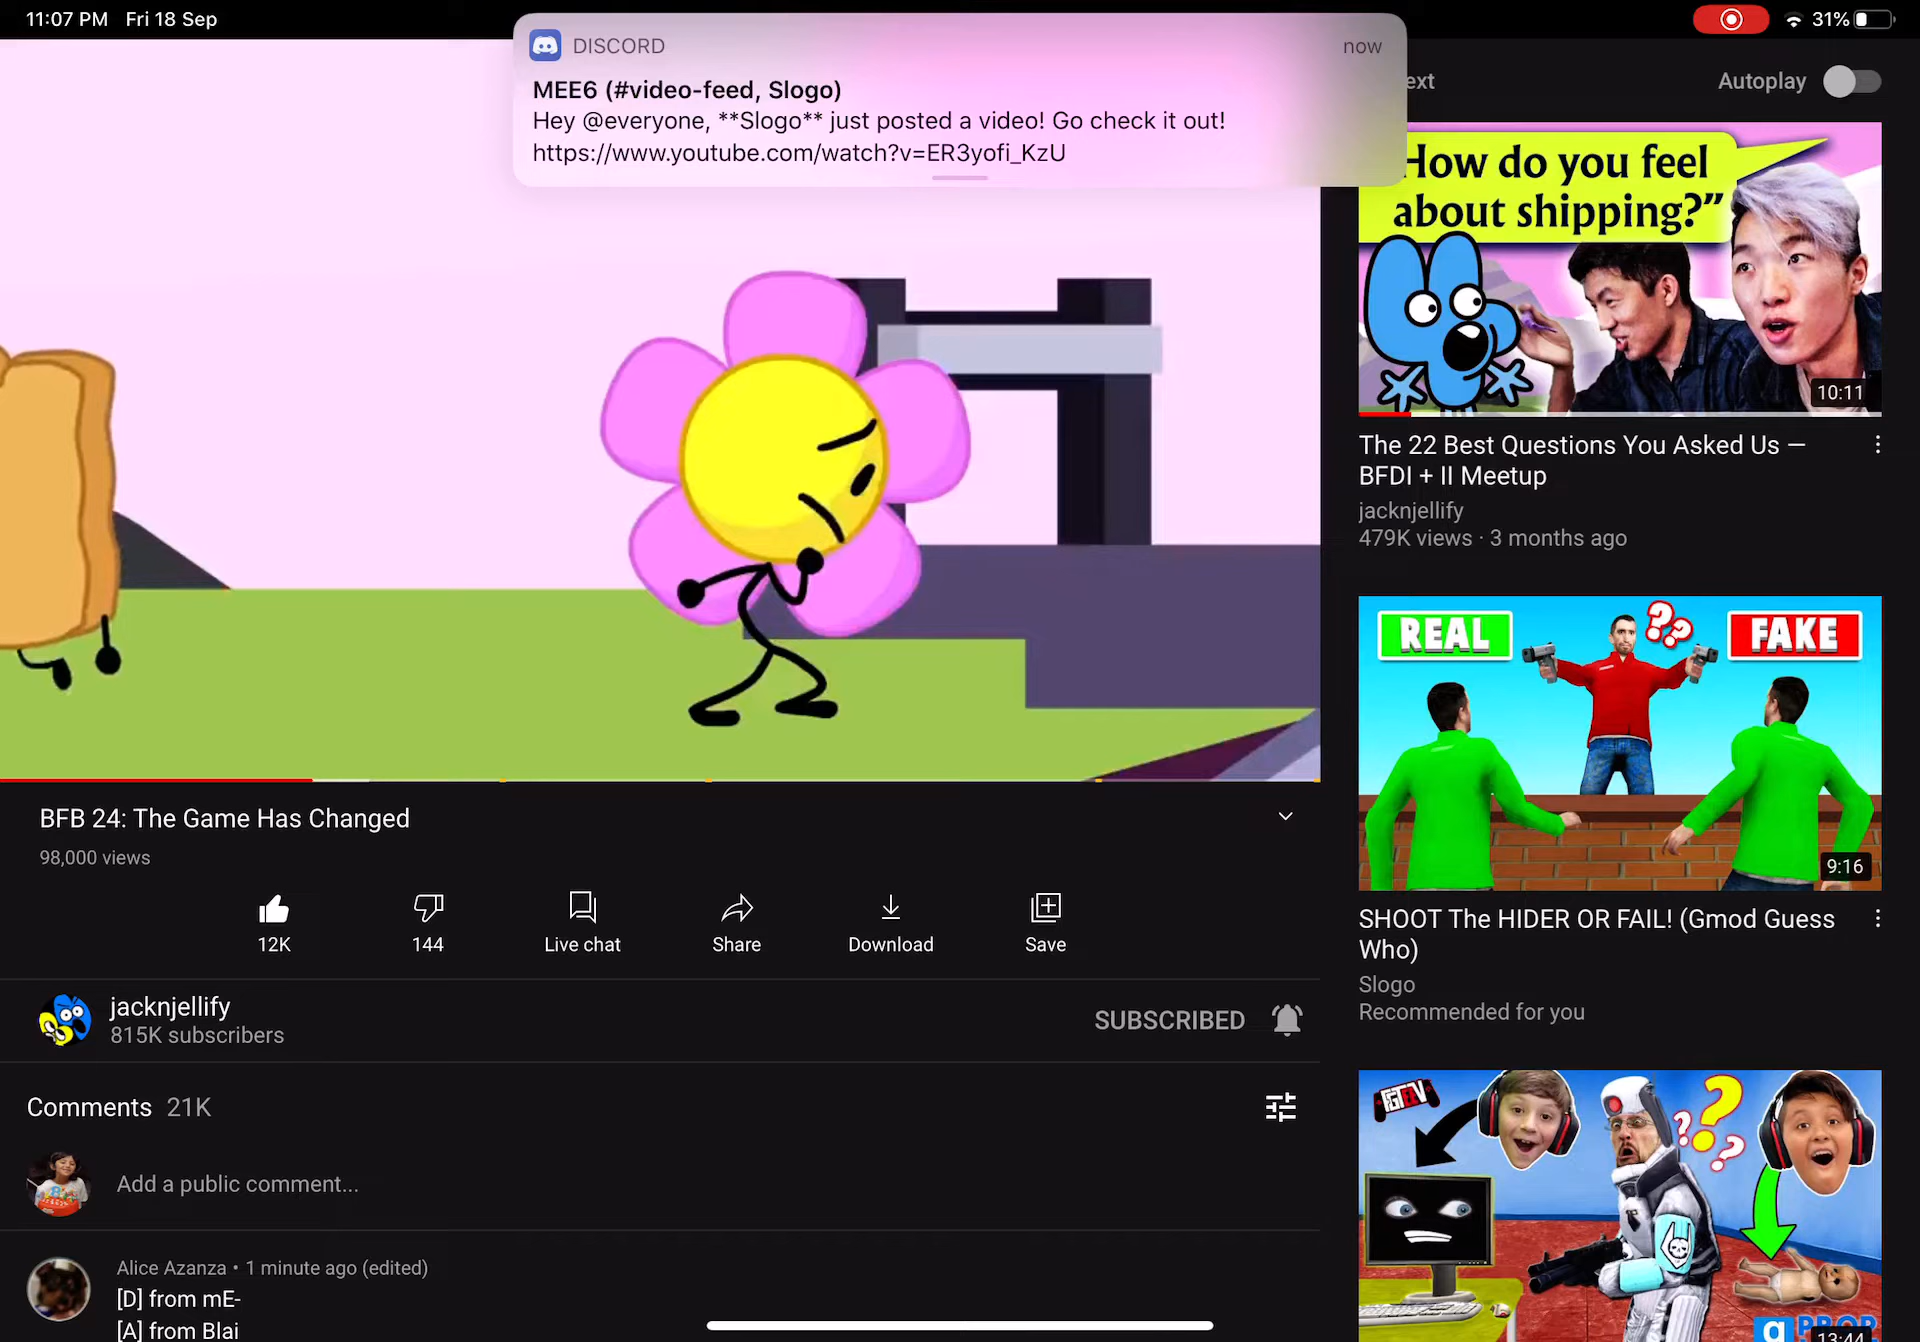 11:07 PM Fri 18 Sep
31%
DISCORD
now
MEE6 (#video-feed, Slogo)
Hey @everyone, **Slogo** just posted a video! Go check it out!
https://www.youtube.com/watch?v=ER3yofi_KzU
ext
Autoplay
How do you feel
about shipping?”
10:11
The 22 Best Questions You Asked Us —
BFDI + II Meetup
jacknjellify
479K views · 3 months ago
REAL
??
FAKE
9:16
SHOOT The HIDER OR FAIL! (Gmod Guess
Who)
Slogo
Recommended for you
FGTEEV
???
13:44
BFB 24: The Game Has Changed
98,000 views
12K
144
Live chat
Share
Download
Save
jacknjellify
815K subscribers
SUBSCRIBED
Comments 21K
Add a public comment...
Alice Azanza • 1 minute ago (edited)
[D] from mE-
[A] from Blai